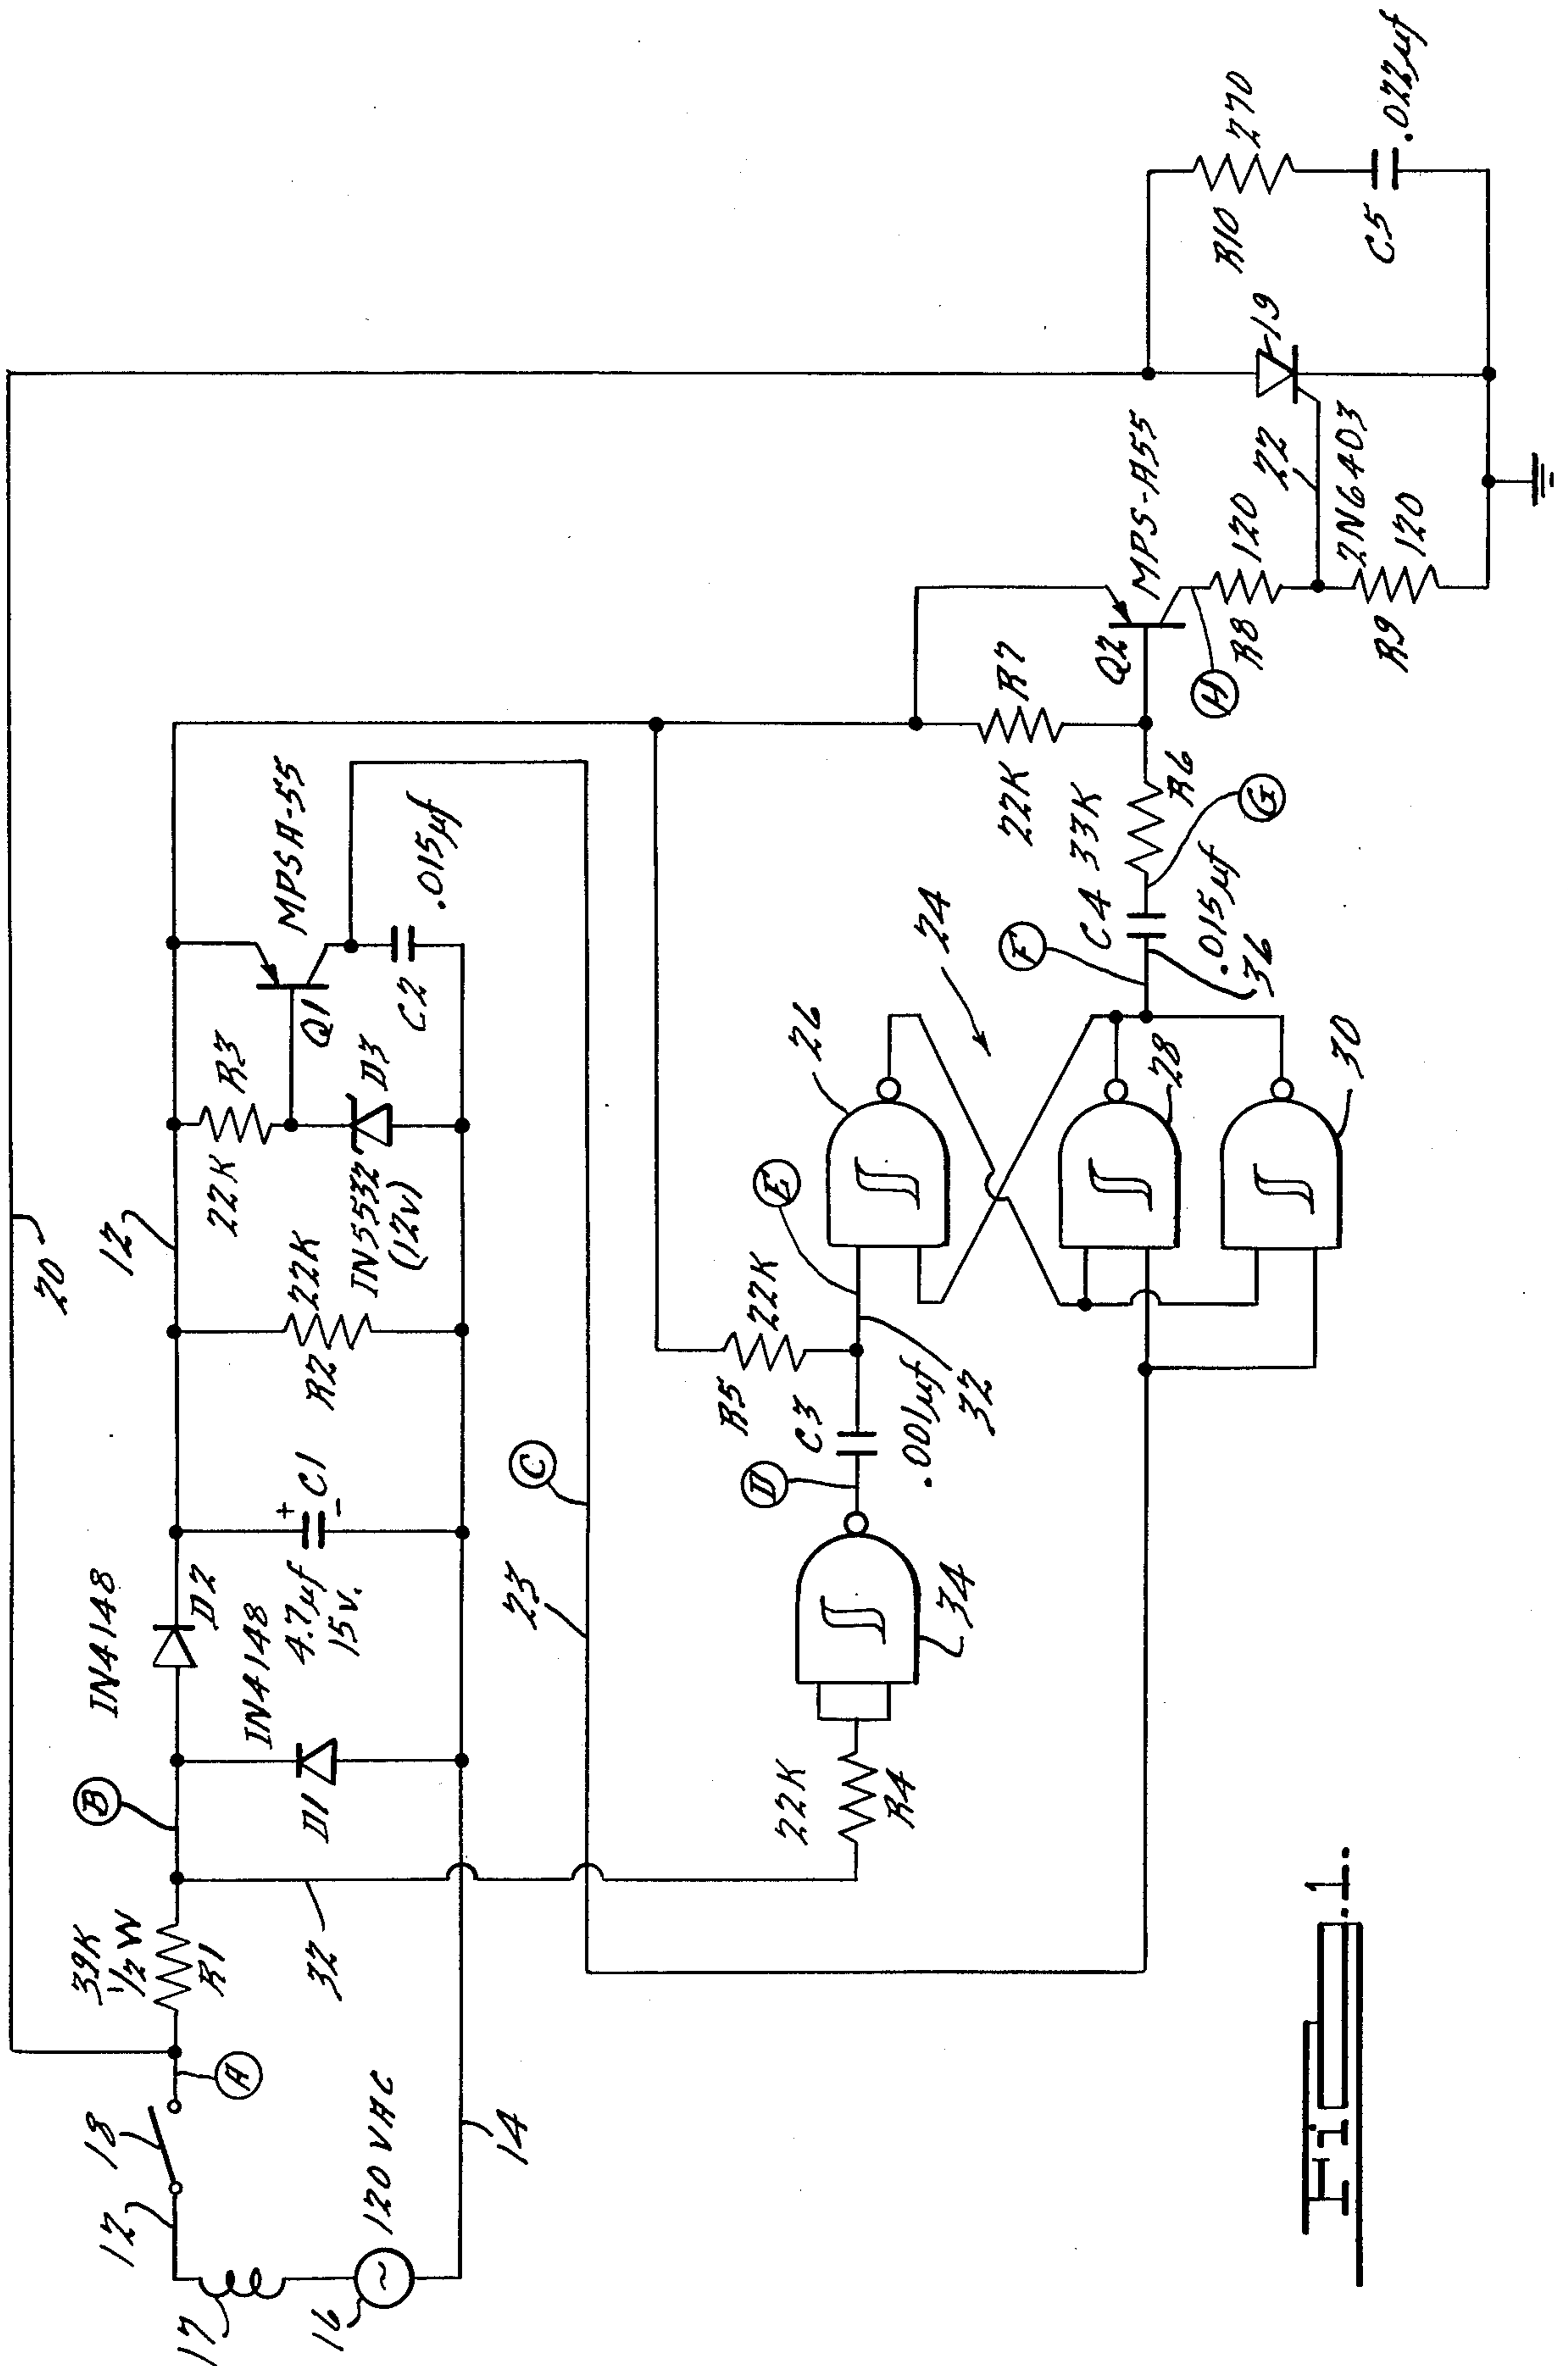 20
12
18
17
16
120 VAC
14
A
39K
1/2 W
R1
32
B
IN4148
D2
IN4148
D1
4.7µf
15v.
+
C1
-
22K
R2
12
22K
R3
IN5532
(12v)
D3
Q1
MPSA-55
C2
.015µf
23
C
22K
R4
34
D
C3
.001µf
32
R5
22K
E
26
24
28
30
F
C4
.015µf
36
33K
R6
G
22K
R7
Q2
MPS-A55
H
R8
120
22
2N6403
R9
120
19
R10
270
C5
.022µf
Fig. 1.